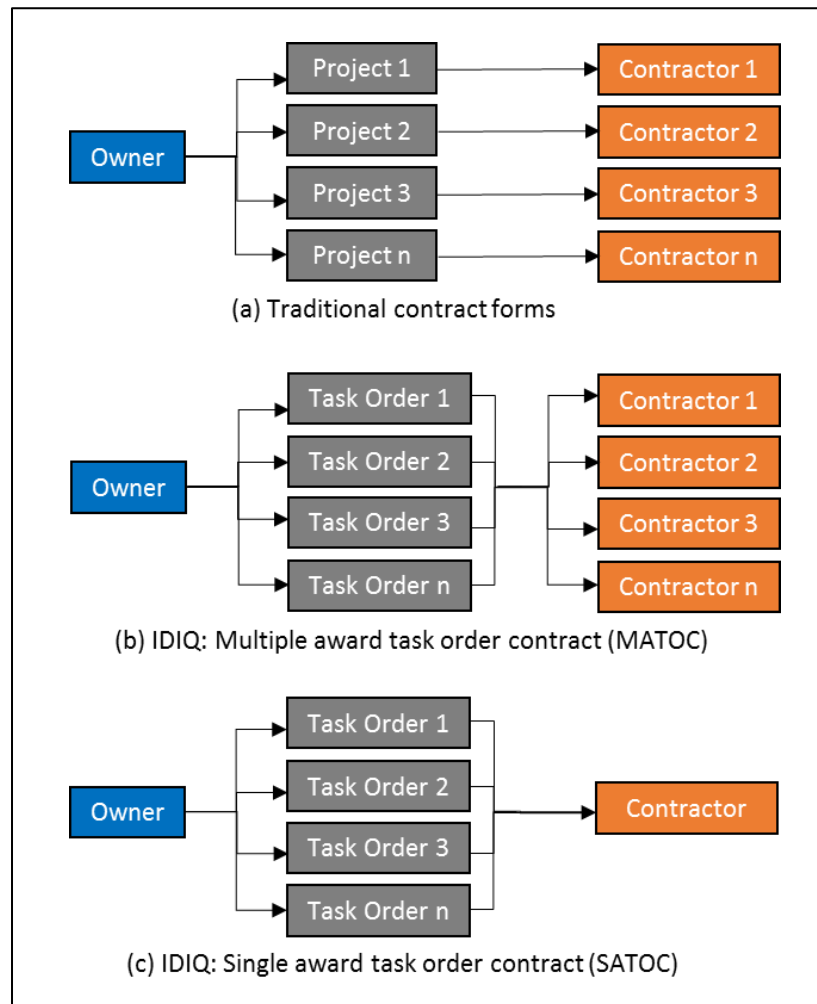 Project 1
Contractor 1
Project 2
Contractor 2
Owner
Project 3
Contractor 3
Project n
Contractor n
(a) Traditional contract forms
Task Order 1
Contractor 1
Task Order 2
Contractor 2
Owner
Task Order 3
Contractor 3
Task Order n
Contractor n
(b) IDIQ: Multiple award task order contract (MATOC)
Task Order 1
Task Order 2
Owner
Contractor
Task Order 3
Task Order n
(c) IDIQ: Single award task order contract (SATOC)